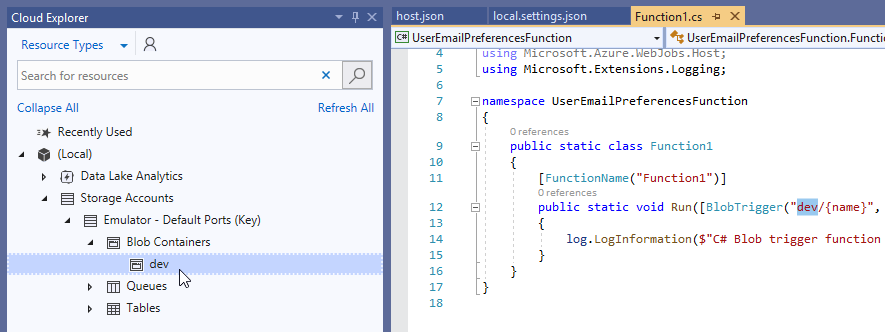 Cloud Explorer
Resource Types
Search for resources
Collapse All
Refresh All
Recently Used
(Local)
Data Lake Analytics
Storage Accounts
Emulator - Default Ports (Key)
Blob Containers
dev
Queues
Tables
host.json
local.settings.json
Function1.cs
C# UserEmailPreferencesFunction
UserEmailPreferencesFunction.Functio
4 using Microsoft.Azure.WebJobs.Host;
5 using Microsoft.Extensions.Logging;
6
7 namespace UserEmailPreferencesFunction
8 {
0 references
9 public static class Function1
10 {
11 [FunctionName("Function1")]
0 references
12 public static void Run([BlobTrigger("dev/{name}",
13 {
14 log.LogInformation($"C# Blob trigger function
15 }
16 }
17 }
18